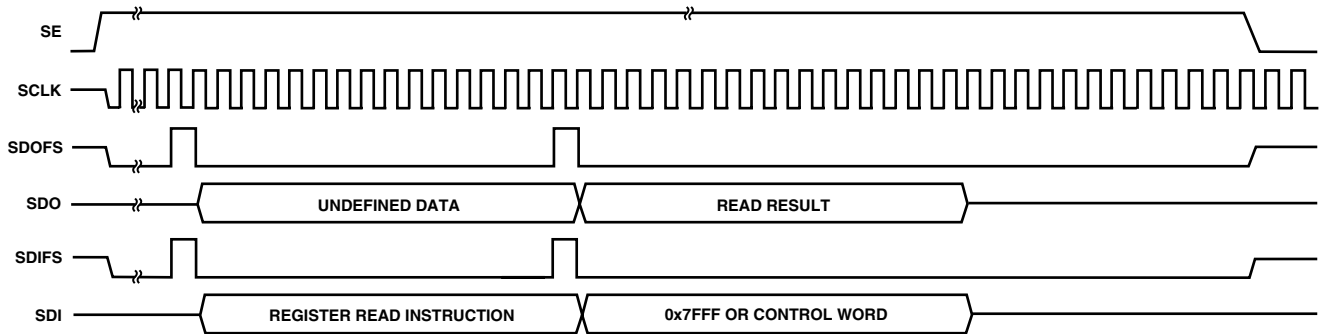 SE
SCLK
SDOFS
SDO UNDEFINED DATA READ RESULT
SDIFS
SDI REGISTER READ INSTRUCTION 0x7FFF OR CONTROL WORD